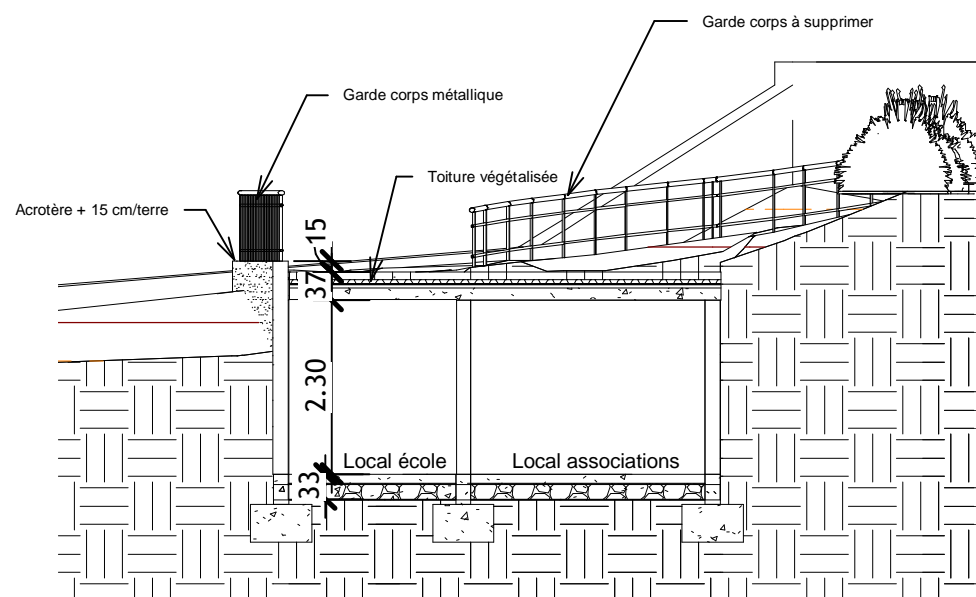 Garde corps à supprimer
Garde corps métallique
Toiture végétalisée
Acrotère + 15 cm/terre
15
37
2.30
Local école
Local associations
33